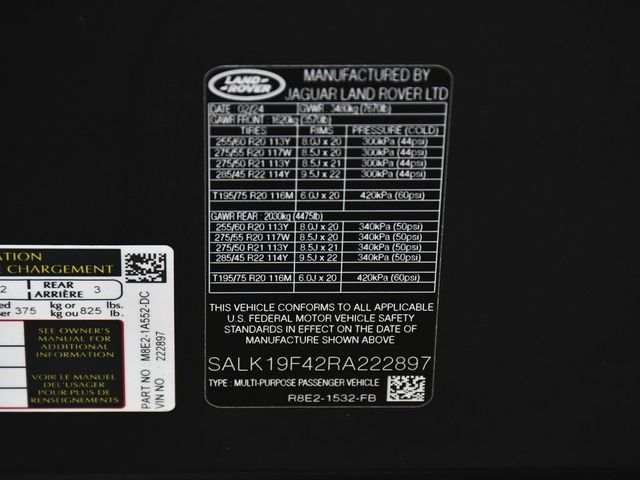 LAND ROVER
MANUFACTURED BY
JAGUAR LAND ROVER LTD
DATE 02/24 GVWR 3480kg (7670lb)
GAWR FRONT : 1620kg (3570lb)
TIRES RIMS PRESSURE (COLD)
255/60 R20 113Y 8.0J x 20 300kPa (44psi)
275/55 R20 117W 8.5J x 20 300kPa (44psi)
275/50 R21 113Y 8.5J x 21 300kPa (44psi)
285/45 R22 114Y 9.5J x 22 300kPa (44psi)
T195/75 R20 116M 6.0J x 20 420kPa (60psi)
GAWR REAR : 2030kg (4475lb)
255/60 R20 113Y 8.0J x 20 340kPa (50psi)
275/55 R20 117W 8.5J x 20 340kPa (50psi)
275/50 R21 113Y 8.5J x 21 340kPa (50psi)
285/45 R22 114Y 9.5J x 22 340kPa (50psi)
T195/75 R20 116M 6.0J x 20 420kPa (60psi)
THIS VEHICLE CONFORMS TO ALL APPLICABLE
U.S. FEDERAL MOTOR VEHICLE SAFETY
STANDARDS IN EFFECT ON THE DATE OF
MANUFACTURE SHOWN ABOVE.
SALK19F42RA222897
TYPE : MULTI-PURPOSE PASSENGER VEHICLE
R8E2-1532-FB
ATION
E CHARGEMENT
2 REAR ARRIÈRE 3
ed ser 375 kg or kg ou 825 lbs. lb.
SEE OWNER'S
MANUAL FOR
ADDITIONAL
INFORMATION
VOIR LE MANUEL
DE L'USAGER
POUR PLUS DE
RENSEIGNEMENTS
PART NO M8E2-1A552-DC
VIN NO : 222897